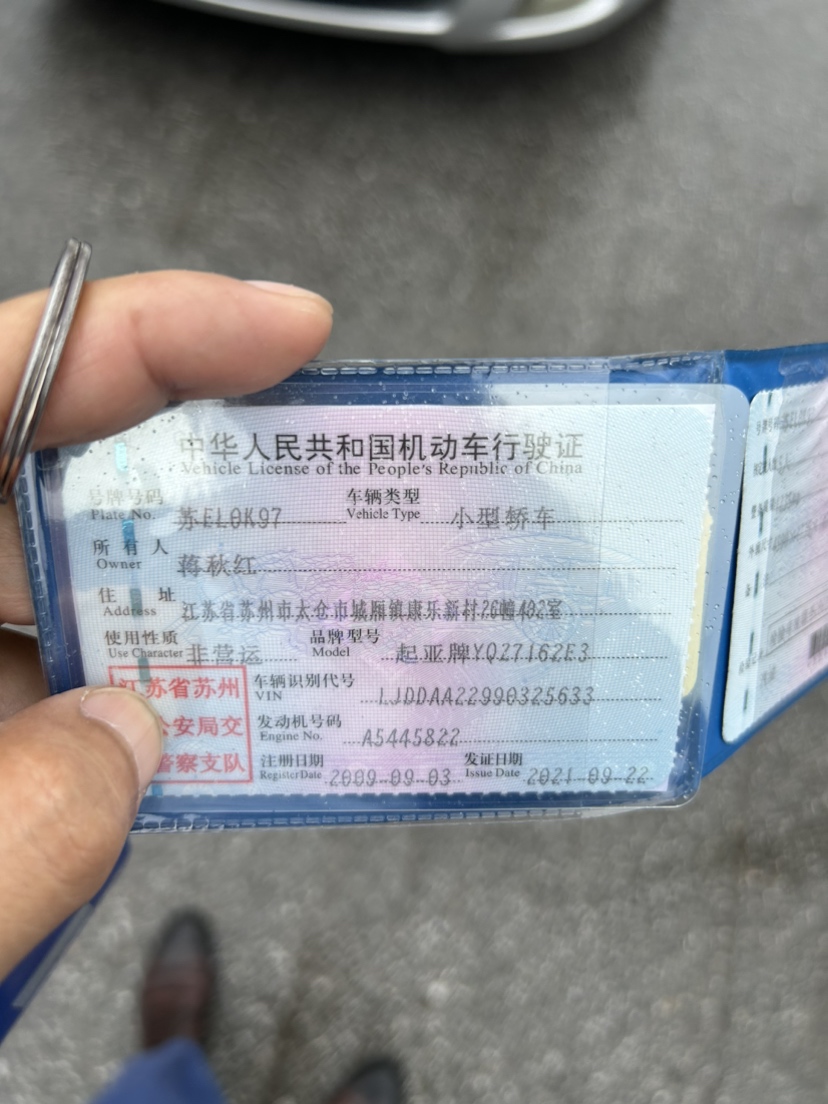 中华人民共和国机动车行驶证
Vehicle License of the People's Republic of China
号牌号码 苏EL0K97 车辆类型 小型轿车
Plate No. Vehicle Type
所有人 蒋秋红
Owner
住址 江苏省苏州市太仓市城厢镇康乐新村26幢402室
Address
使用性质 非营运 品牌型号 起亚牌YQZ7162E3
Use Character Model
江苏省苏州 车辆识别代号 LJDDAA22990325633
VIN
公安局交 发动机号码 A5445822
Engine No.
警察支队 注册日期 2009-09-03 发证日期 2021-09-22
Register Date Issue Date